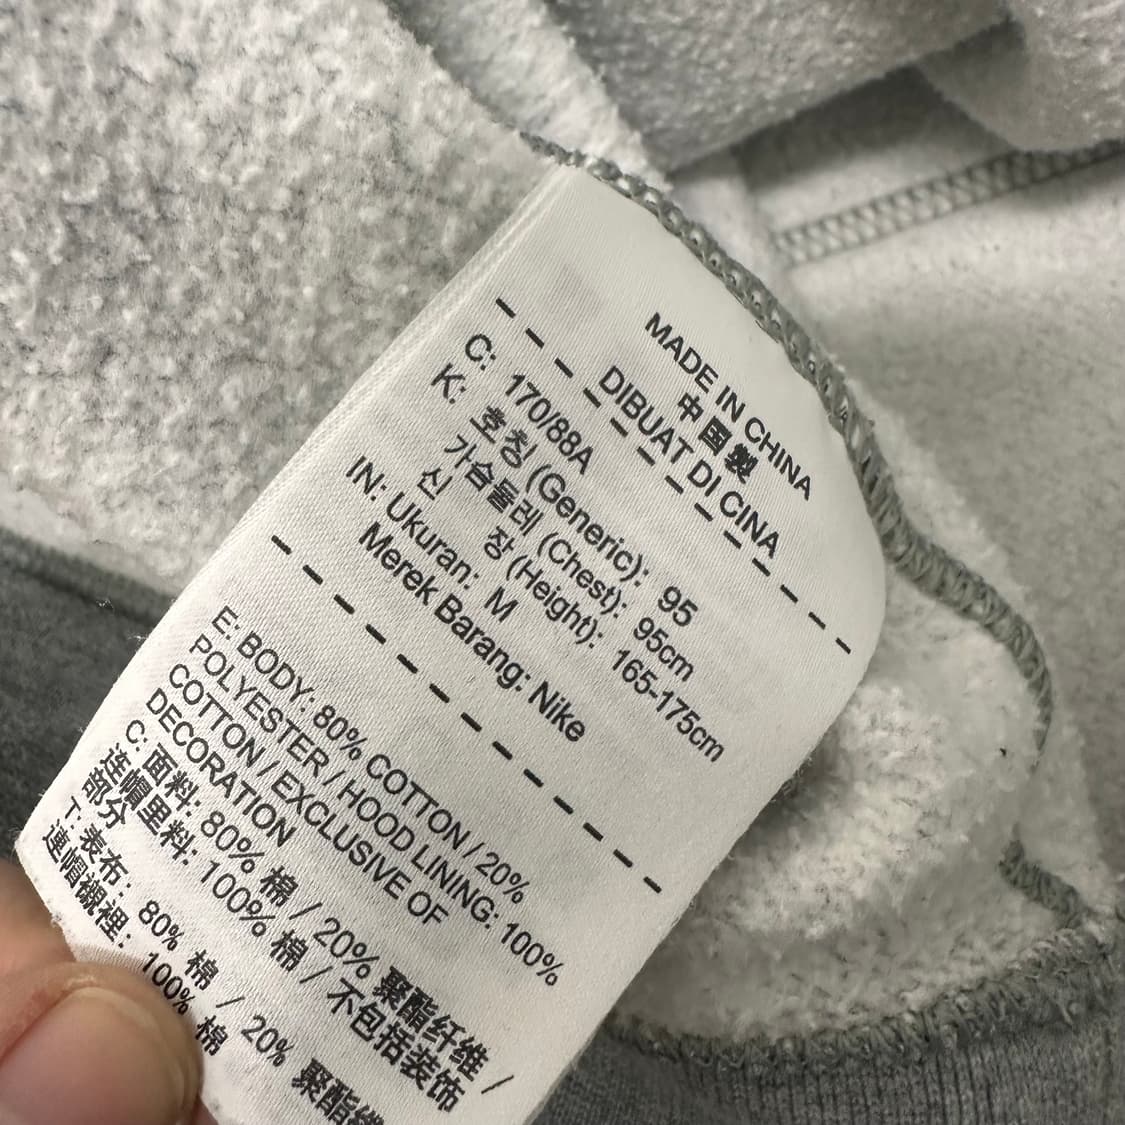 MADE IN CHINA
中国製
DIBUAT DI CINA
C: 170/88A
K: 호칭 (Generic): 95
가슴둘레 (Chest): 95cm
신 장 (Height): 165-175cm
IN: Ukuran: M
Merek Barang: Nike
E: BODY: 80% COTTON / 20%
POLYESTER / HOOD LINING: 100%
COTTON / EXCLUSIVE OF
DECORATION
C: 面料: 80% 棉 / 20% 聚酯纤维 /
连帽里料: 100% 棉 / 不包括装饰
部分
T: 表布: 80% 棉 / 20% 聚酯纖
連帽襯裡: 100% 棉